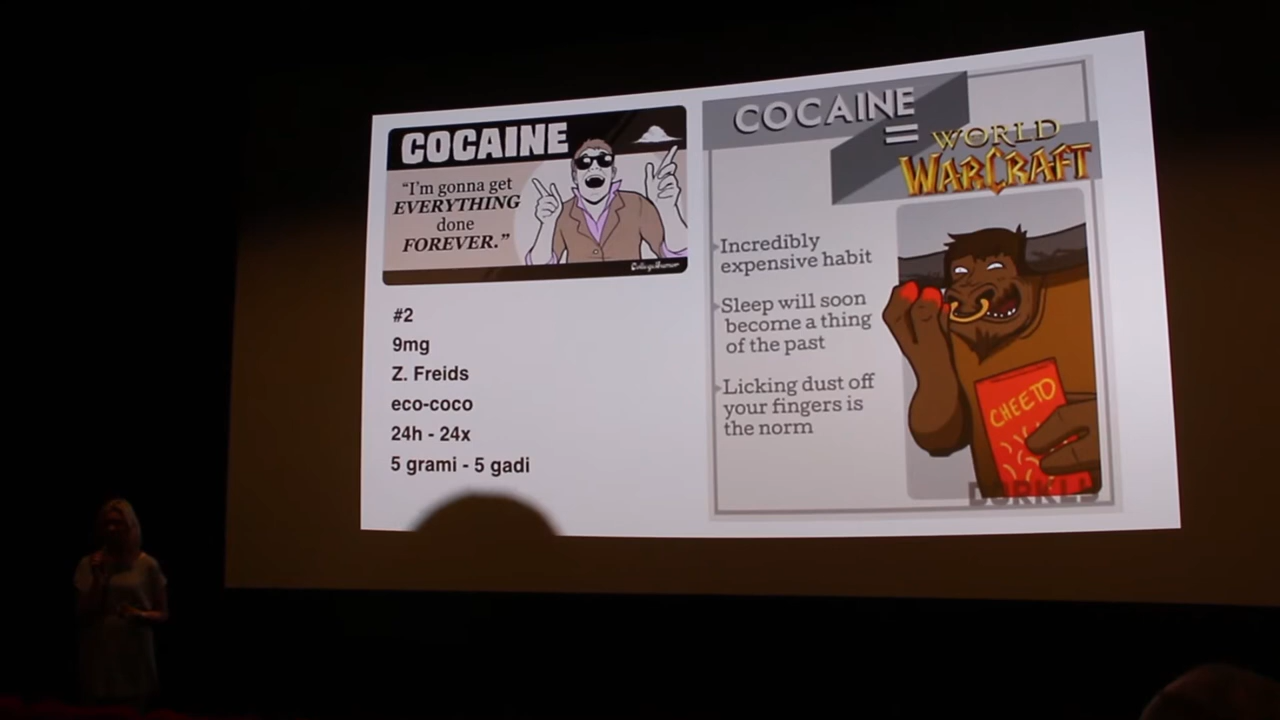 COCAINE
"I'm gonna get
EVERYTHING
done
FOREVER."
CollegeHumor
#2
9mg
Z. Freids
eco-coco
24h - 24x
5 grami - 5 gadi
COCAINE
=
WORLD
WARCRAFT
Incredibly
expensive habit
Sleep will soon
become a thing
of the past
Licking dust off
your fingers is
the norm
CHEETO
DORKLY